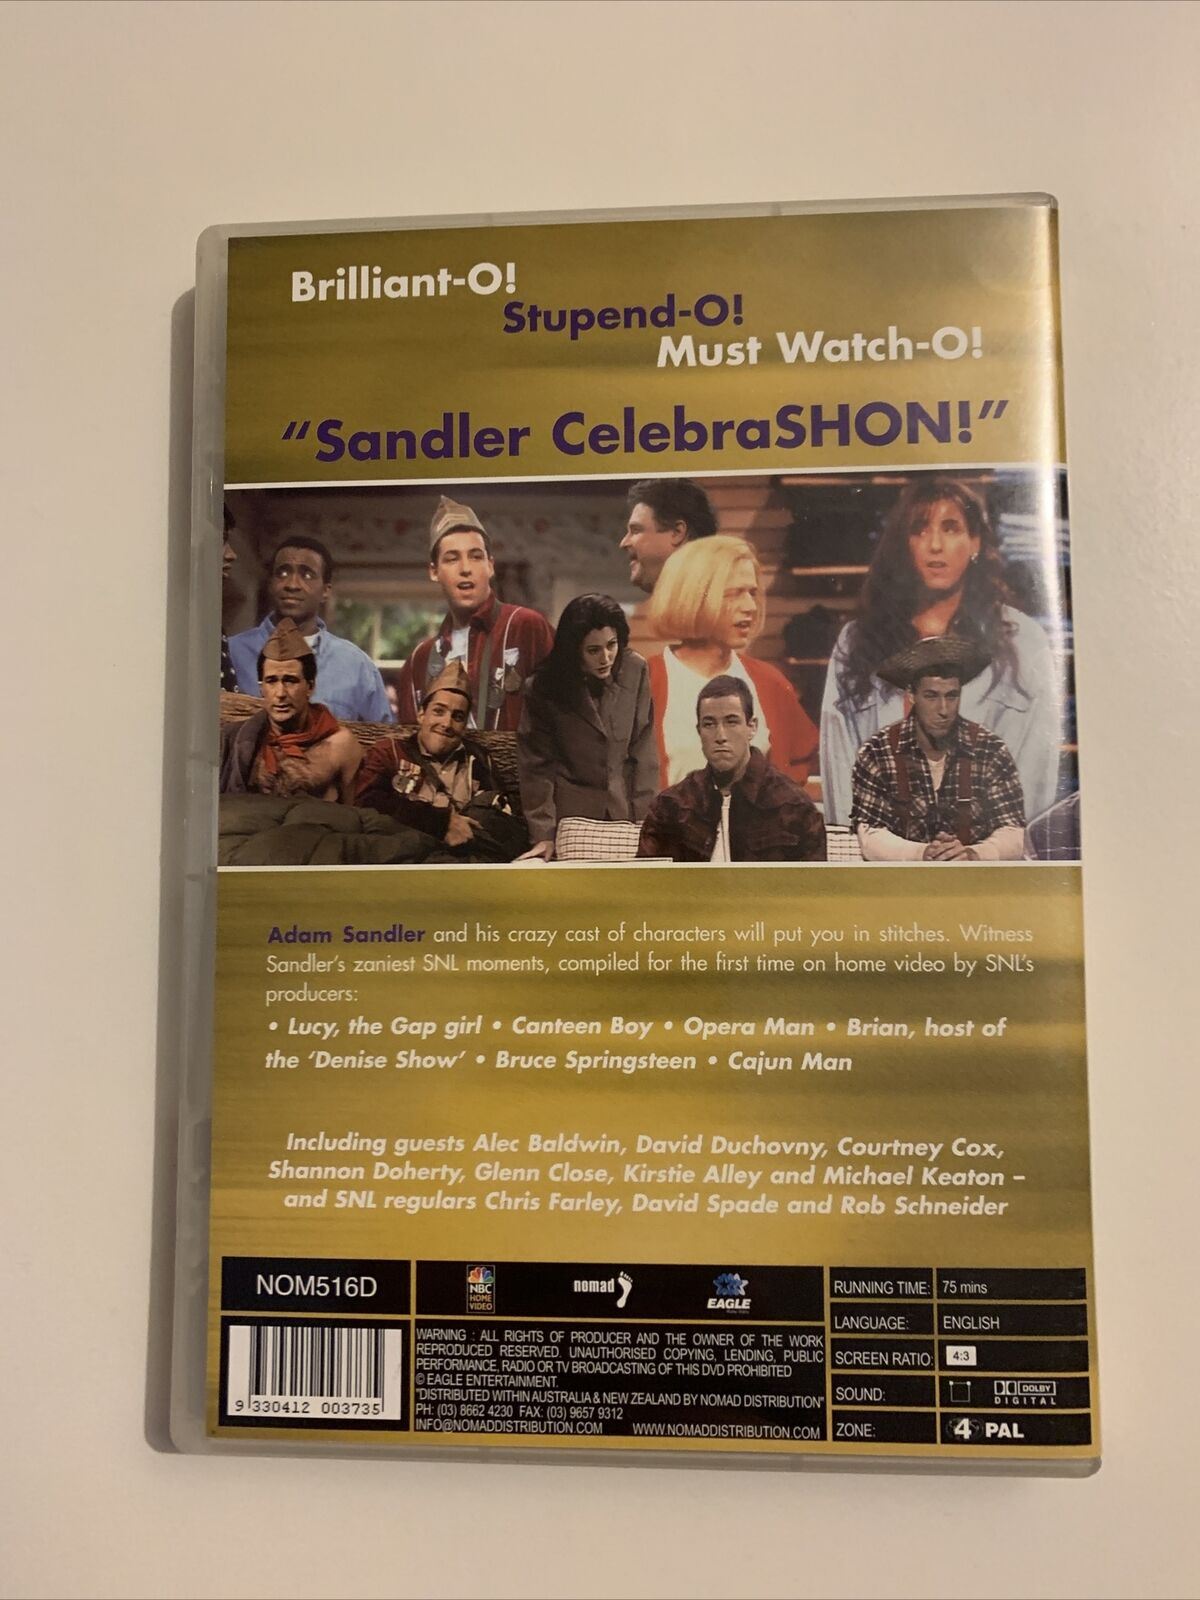 Brilliant-O!
Stupend-O!
Must Watch-O!
“Sandler CelebraSHON!”
Adam Sandler and his crazy cast of characters will put you in stitches. Witness
Sandler's zaniest SNL moments, compiled for the first time on home video by SNL's
producers:
• Lucy, the Gap girl • Canteen Boy • Opera Man • Brian, host of
the ‘Denise Show’ • Bruce Springsteen • Cajun Man
Including guests Alec Baldwin, David Duchovny, Courtney Cox,
Shannon Doherty, Glenn Close, Kirstie Alley and Michael Keaton –
and SNL regulars Chris Farley, David Spade and Rob Schneider
NOM516D
9 330412 003735
NBC
HOME
VIDEO
nomad
EAGLE
WARNING : ALL RIGHTS OF PRODUCER AND THE OWNER OF THE WORK
REPRODUCED RESERVED. UNAUTHORISED COPYING, LENDING, PUBLIC
PERFORMANCE, RADIO OR TV BROADCASTING OF THIS DVD PROHIBITED
© EAGLE ENTERTAINMENT.
"DISTRIBUTED WITHIN AUSTRALIA & NEW ZEALAND BY NOMAD DISTRIBUTION"
PH: (03) 8662 4230 FAX: (03) 9657 9312
INFO@NOMADDISTRIBUTION.COM WWW.NOMADDISTRIBUTION.COM
RUNNING TIME: 75 mins
LANGUAGE: ENGLISH
SCREEN RATIO: 4:3
SOUND: DOLBY
DIGITAL
ZONE: 4 PAL